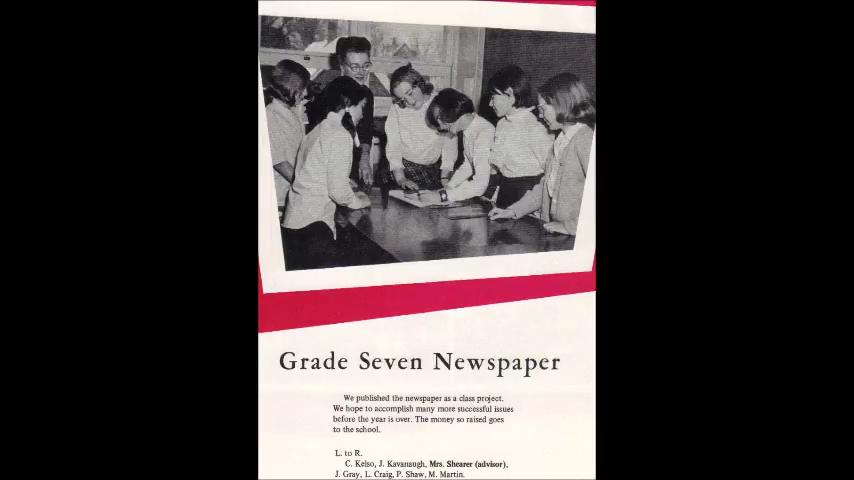 Grade Seven Newspaper
We published the newspaper as a class project.
We hope to accomplish many more successful issues
before the year is over. The money so raised goes
to the school.
L. to R.
C. Kelso, J. Kavanaugh, Mrs. Shearer (advisor),
J. Gray, L. Craig, P. Shaw, M. Martin.